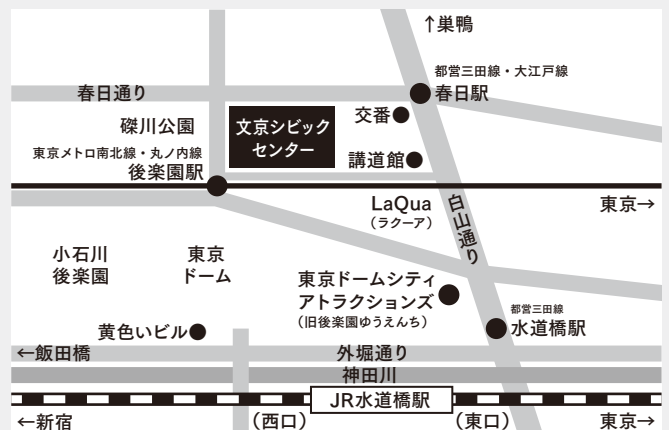 ↑巣鴨
都営三田線・大江戸線
春日駅
春日通り
交番
礫川公園
文京シビック
センター
東京メトロ南北線・丸ノ内線
後楽園駅
講道館
LaQua
(ラクーア)
白山通り
東京→
小石川
後楽園
東京
ドーム
東京ドームシティ
アトラクションズ
(旧後楽園ゆうえんち)
都営三田線
水道橋駅
黄色いビル
←飯田橋
外堀通り
神田川
JR水道橋駅
←新宿
(西口)
(東口)
東京→